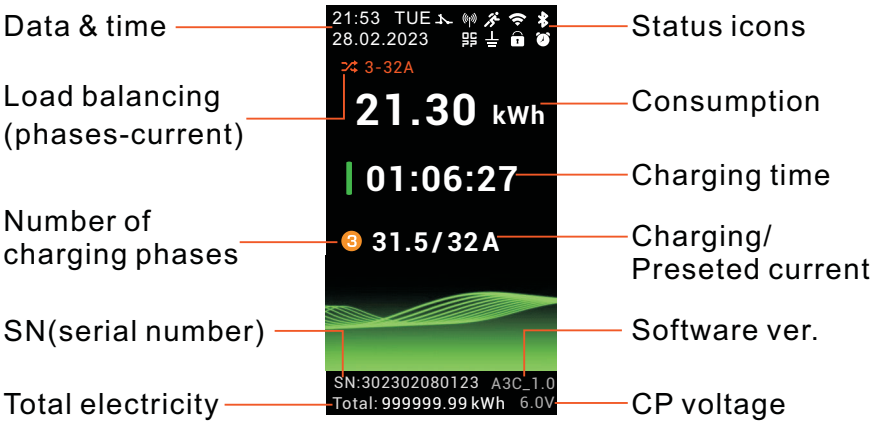 Data & time
21:53 TUE
28.02.2023
Status icons
3-32A
Load balancing
(phases-current)
21.30 kWh
Consumption
01:06:27
Charging time
Number of
charging phases
3 31.5/32A
Charging/
Preseted current
SN(serial number)
Software ver.
SN:302302080123 A3C_1.0
Total electricity
Total: 999999.99 kWh 6.0V
CP voltage